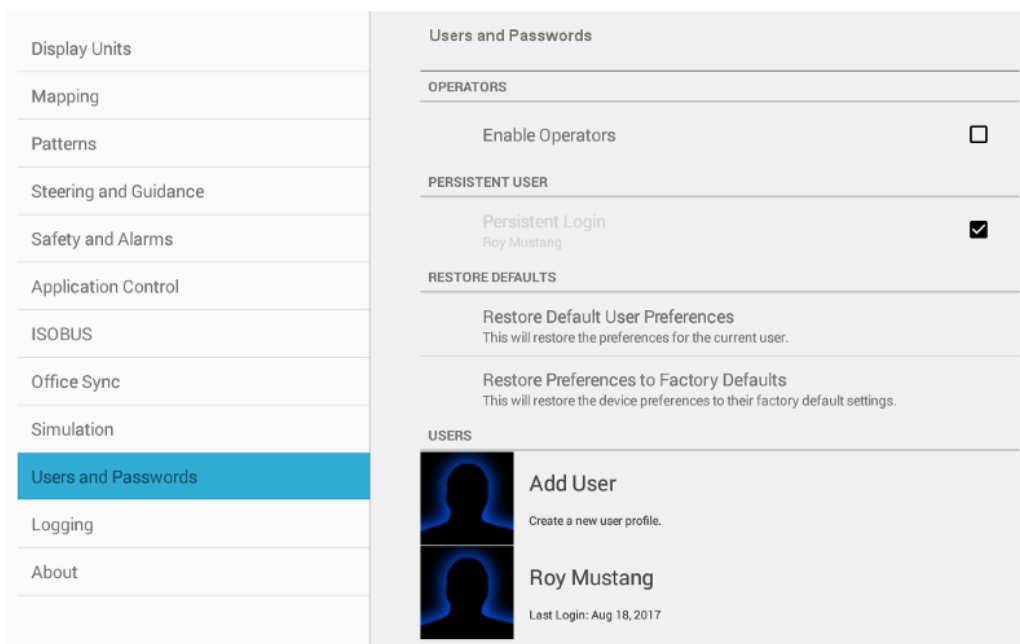 Display Units
Mapping
Patterns
Steering and Guidance
Safety and Alarms
Application Control
ISOBUS
Office Sync
Simulation
Users and Passwords
Logging
About
Users and Passwords
OPERATORS
Enable Operators
PERSISTENT USER
Persistent Login
Roy Mustang
RESTORE DEFAULTS
Restore Default User Preferences
This will restore the preferences for the current user.
Restore Preferences to Factory Defaults
This will restore the device preferences to their factory default settings.
USERS
Add User
Create a new user profile.
Roy Mustang
Last Login: Aug 18, 2017